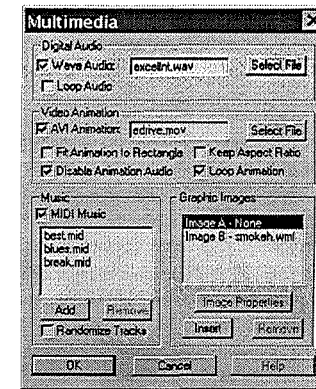 Multimedia
Digital Audio
Wave Audio: excellnt.wav Select File
Loop Audio
Video Animation
AVI Animation: edrive.mov Select File
Fit Animation to Rectangle Keep Aspect Ratio
Disable Animation Audio Loop Animation
Music
MIDI Music
best.mid
blues.mid
break.mid
Add Remove
Randomize Tracks
Graphic Images
Image A - None
Image B - smokeh.wmf
Image Properties
Insert Remove
OK Cancel Help